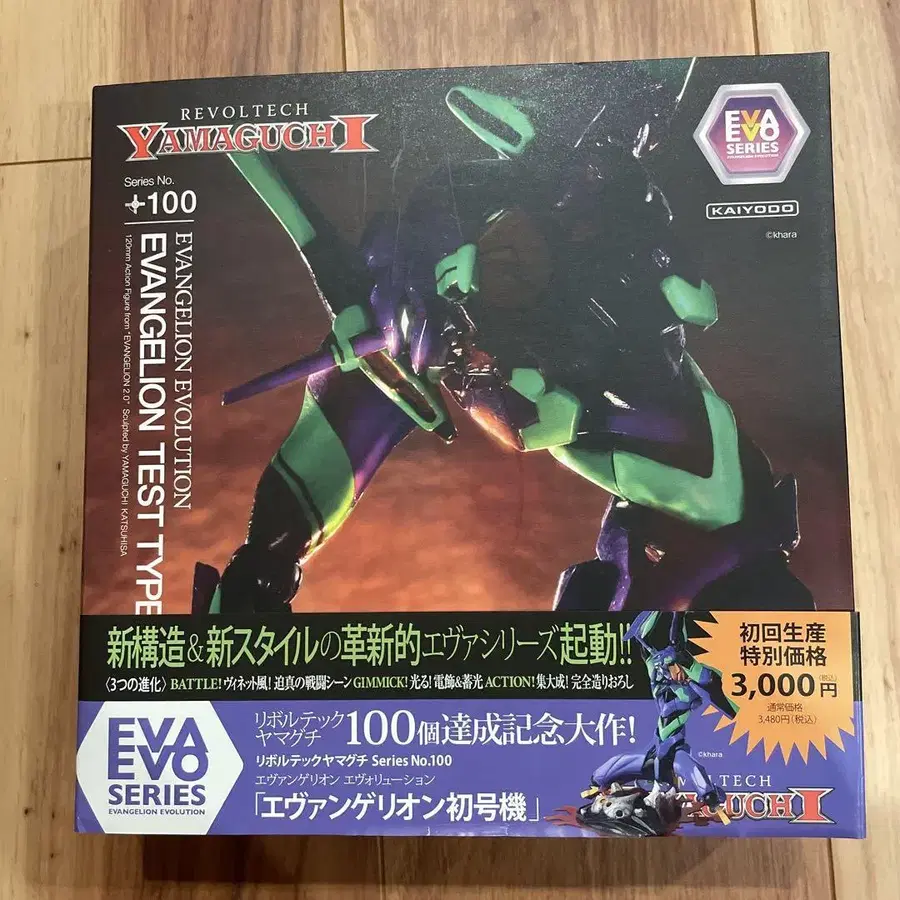 REVOLTECH
YAMAGUCHI
Series No.
100
EVANGELION EVOLUTION
EVANGELION TEST TYPE
120mm Action Figure from "EVANGELION 2.0" Sculpted by YAMAGUCHI KATSUHISA
EVA
EVO
SERIES
EVANGELION EVOLUTION
KAIYODO
©khara
新構造&新スタイルの革新的エヴァシリーズ起動!!
〈3つの進化〉BATTLE!ヴィネット風!迫真の戦闘シーン GIMMICK!光る!電飾&蓄光 ACTION!集大成!完全造りおろし
初回生産
特別価格
3,000円(税込)
通常価格
3,480円(税込)
EVA
EVO
SERIES
EVANGELION EVOLUTION
リボルテック
ヤマグチ 100個達成記念大作!
リボルテックヤマグチ Series No.100
エヴァンゲリオン エヴォリューション
「エヴァンゲリオン初号機」
©khara.